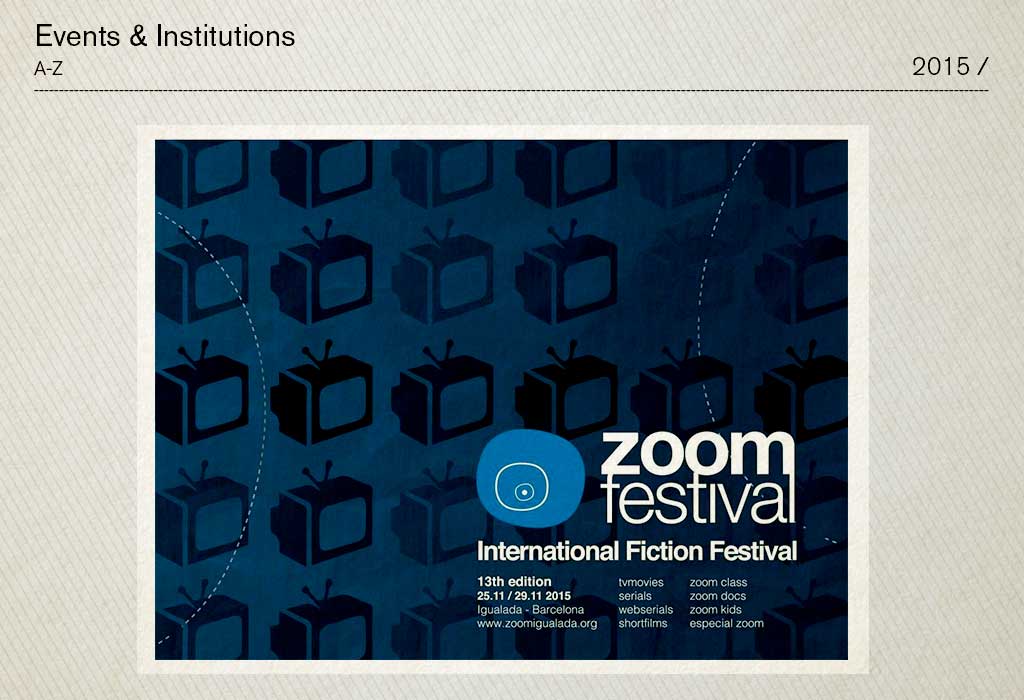 Events & Institutions
A-Z
2015 /
zoom
festival
International Fiction Festival
13th edition
25.11 / 29.11 2015
Igualada - Barcelona
www.zoomigualada.org
tvmovies
serials
webserials
shortfilms
zoom class
zoom docs
zoom kids
especial zoom